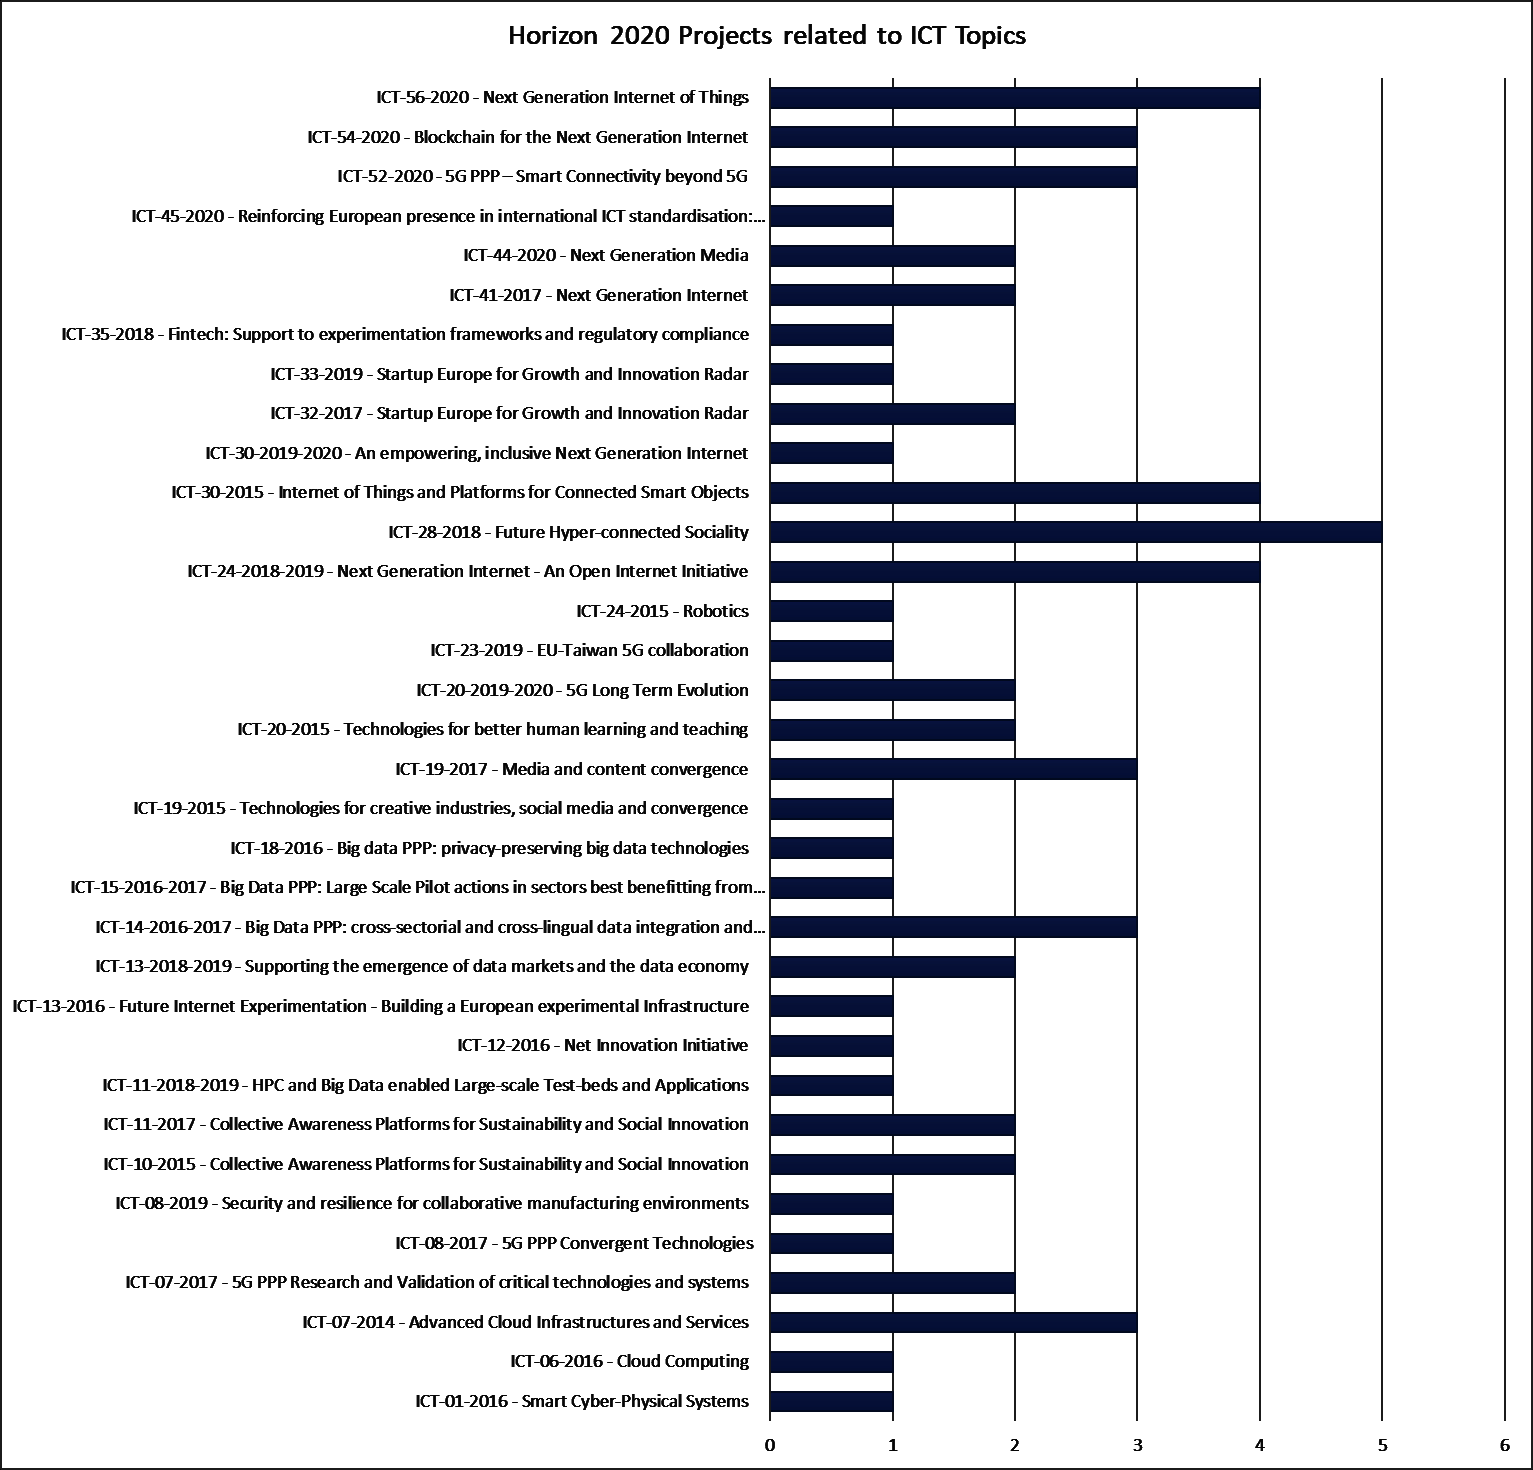 Horizon 2020 Projects related to ICT Topics
ICT-56-2020 - Next Generation Internet of Things
ICT-54-2020 - Blockchain for the Next Generation Internet
ICT-52-2020 - 5G PPP – Smart Connectivity beyond 5G
ICT-45-2020 - Reinforcing European presence in international ICT standardisation:...
ICT-44-2020 - Next Generation Media
ICT-41-2017 - Next Generation Internet
ICT-35-2018 - Fintech: Support to experimentation frameworks and regulatory compliance
ICT-33-2019 - Startup Europe for Growth and Innovation Radar
ICT-32-2017 - Startup Europe for Growth and Innovation Radar
ICT-30-2019-2020 - An empowering, inclusive Next Generation Internet
ICT-30-2015 - Internet of Things and Platforms for Connected Smart Objects
ICT-28-2018 - Future Hyper-connected Sociality
ICT-24-2018-2019 - Next Generation Internet - An Open Internet Initiative
ICT-24-2015 - Robotics
ICT-23-2019 - EU-Taiwan 5G collaboration
ICT-20-2019-2020 - 5G Long Term Evolution
ICT-20-2015 - Technologies for better human learning and teaching
ICT-19-2017 - Media and content convergence
ICT-19-2015 - Technologies for creative industries, social media and convergence
ICT-18-2016 - Big data PPP: privacy-preserving big data technologies
ICT-15-2016-2017 - Big Data PPP: Large Scale Pilot actions in sectors best benefitting from...
ICT-14-2016-2017 - Big Data PPP: cross-sectorial and cross-lingual data integration and...
ICT-13-2018-2019 - Supporting the emergence of data markets and the data economy
ICT-13-2016 - Future Internet Experimentation - Building a European experimental Infrastructure
ICT-12-2016 - Net Innovation Initiative
ICT-11-2018-2019 - HPC and Big Data enabled Large-scale Test-beds and Applications
ICT-11-2017 - Collective Awareness Platforms for Sustainability and Social Innovation
ICT-10-2015 - Collective Awareness Platforms for Sustainability and Social Innovation
ICT-08-2019 - Security and resilience for collaborative manufacturing environments
ICT-08-2017 - 5G PPP Convergent Technologies
ICT-07-2017 - 5G PPP Research and Validation of critical technologies and systems
ICT-07-2014 - Advanced Cloud Infrastructures and Services
ICT-06-2016 - Cloud Computing
ICT-01-2016 - Smart Cyber-Physical Systems
0 1 2 3 4 5 6